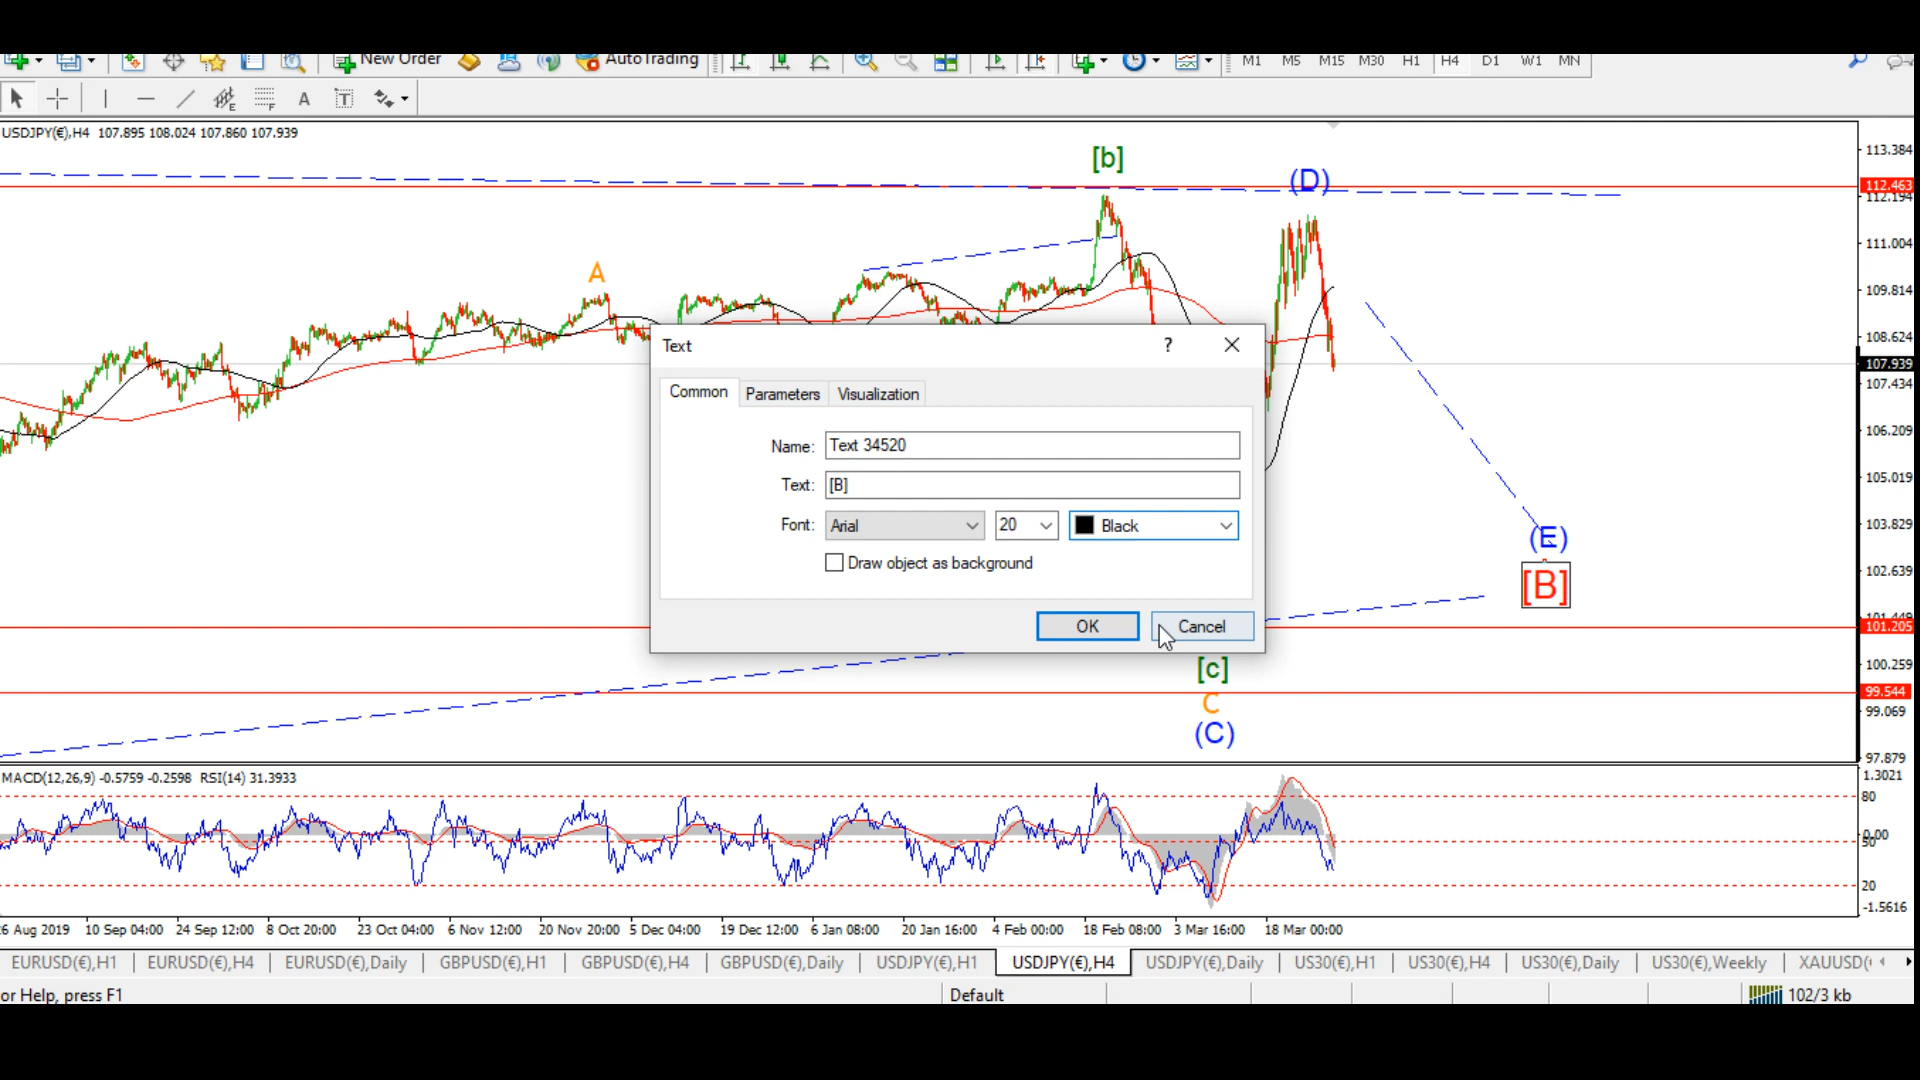 New Order AutoTrading M1 M5 M15 M30 H1 H4 D1 W1 MN
E F A T
USDJPY(€),H4 107.895 108.024 107.860 107.939
113.384
[b]
(D)
112.463
112.194
111.004
A
109.814
108.624
107.939
107.434
106.209
105.019
103.829
102.639
101.449
101.205
100.259
99.544
99.069
97.879
Text ?
Common Parameters Visualization
Name: Text 34520
Text: [B]
Font: Arial 20 Black
Draw object as background
OK Cancel
(E)
[B]
[c]
C
(C)
MACD(12,26,9) -0.5759 -0.2598 RSI(14) 31.3933
1.3021
80
0.00
50
20
-1.5616
26 Aug 2019 10 Sep 04:00 24 Sep 12:00 8 Oct 20:00 23 Oct 04:00 6 Nov 12:00 20 Nov 20:00 5 Dec 04:00 19 Dec 12:00 6 Jan 08:00 20 Jan 16:00 4 Feb 00:00 18 Feb 08:00 3 Mar 16:00 18 Mar 00:00
EURUSD(€),H1 EURUSD(€),H4 EURUSD(€),Daily GBPUSD(€),H1 GBPUSD(€),H4 GBPUSD(€),Daily USDJPY(€),H1 USDJPY(€),H4 USDJPY(€),Daily US30(€),H1 US30(€),H4 US30(€),Daily US30(€),Weekly XAUUSD(
or Help, press F1 Default 102/3 kb